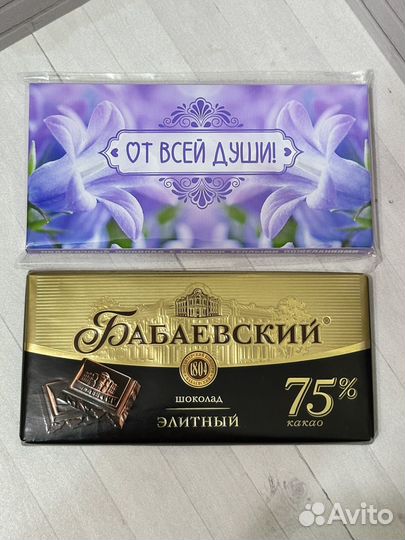 ОТ ВСЕЙ ДУШИ!
БАБАЕВСКИЙ®
1804
шоколад
ЭЛИТНЫЙ
75%
какао
Avito